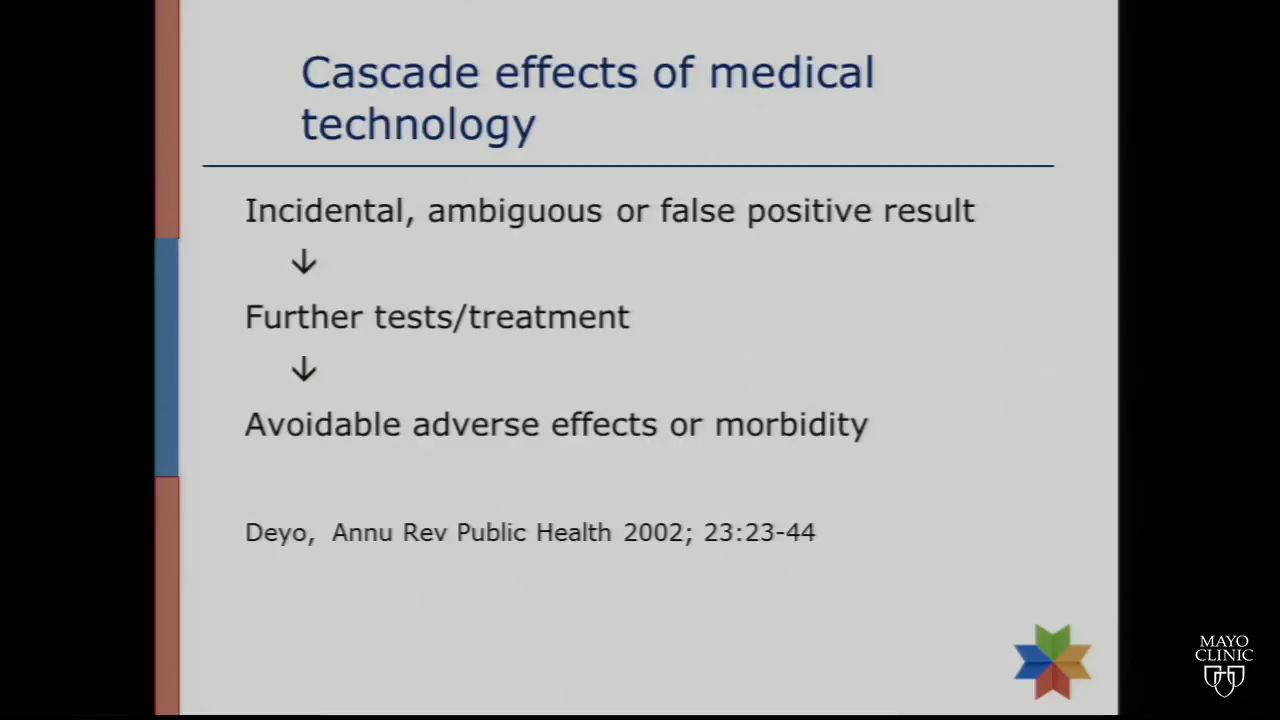 Cascade effects of medical
technology
Incidental, ambiguous or false positive result
↓
Further tests/treatment
↓
Avoidable adverse effects or morbidity
Deyo, Annu Rev Public Health 2002; 23:23-44
MAYO
CLINIC